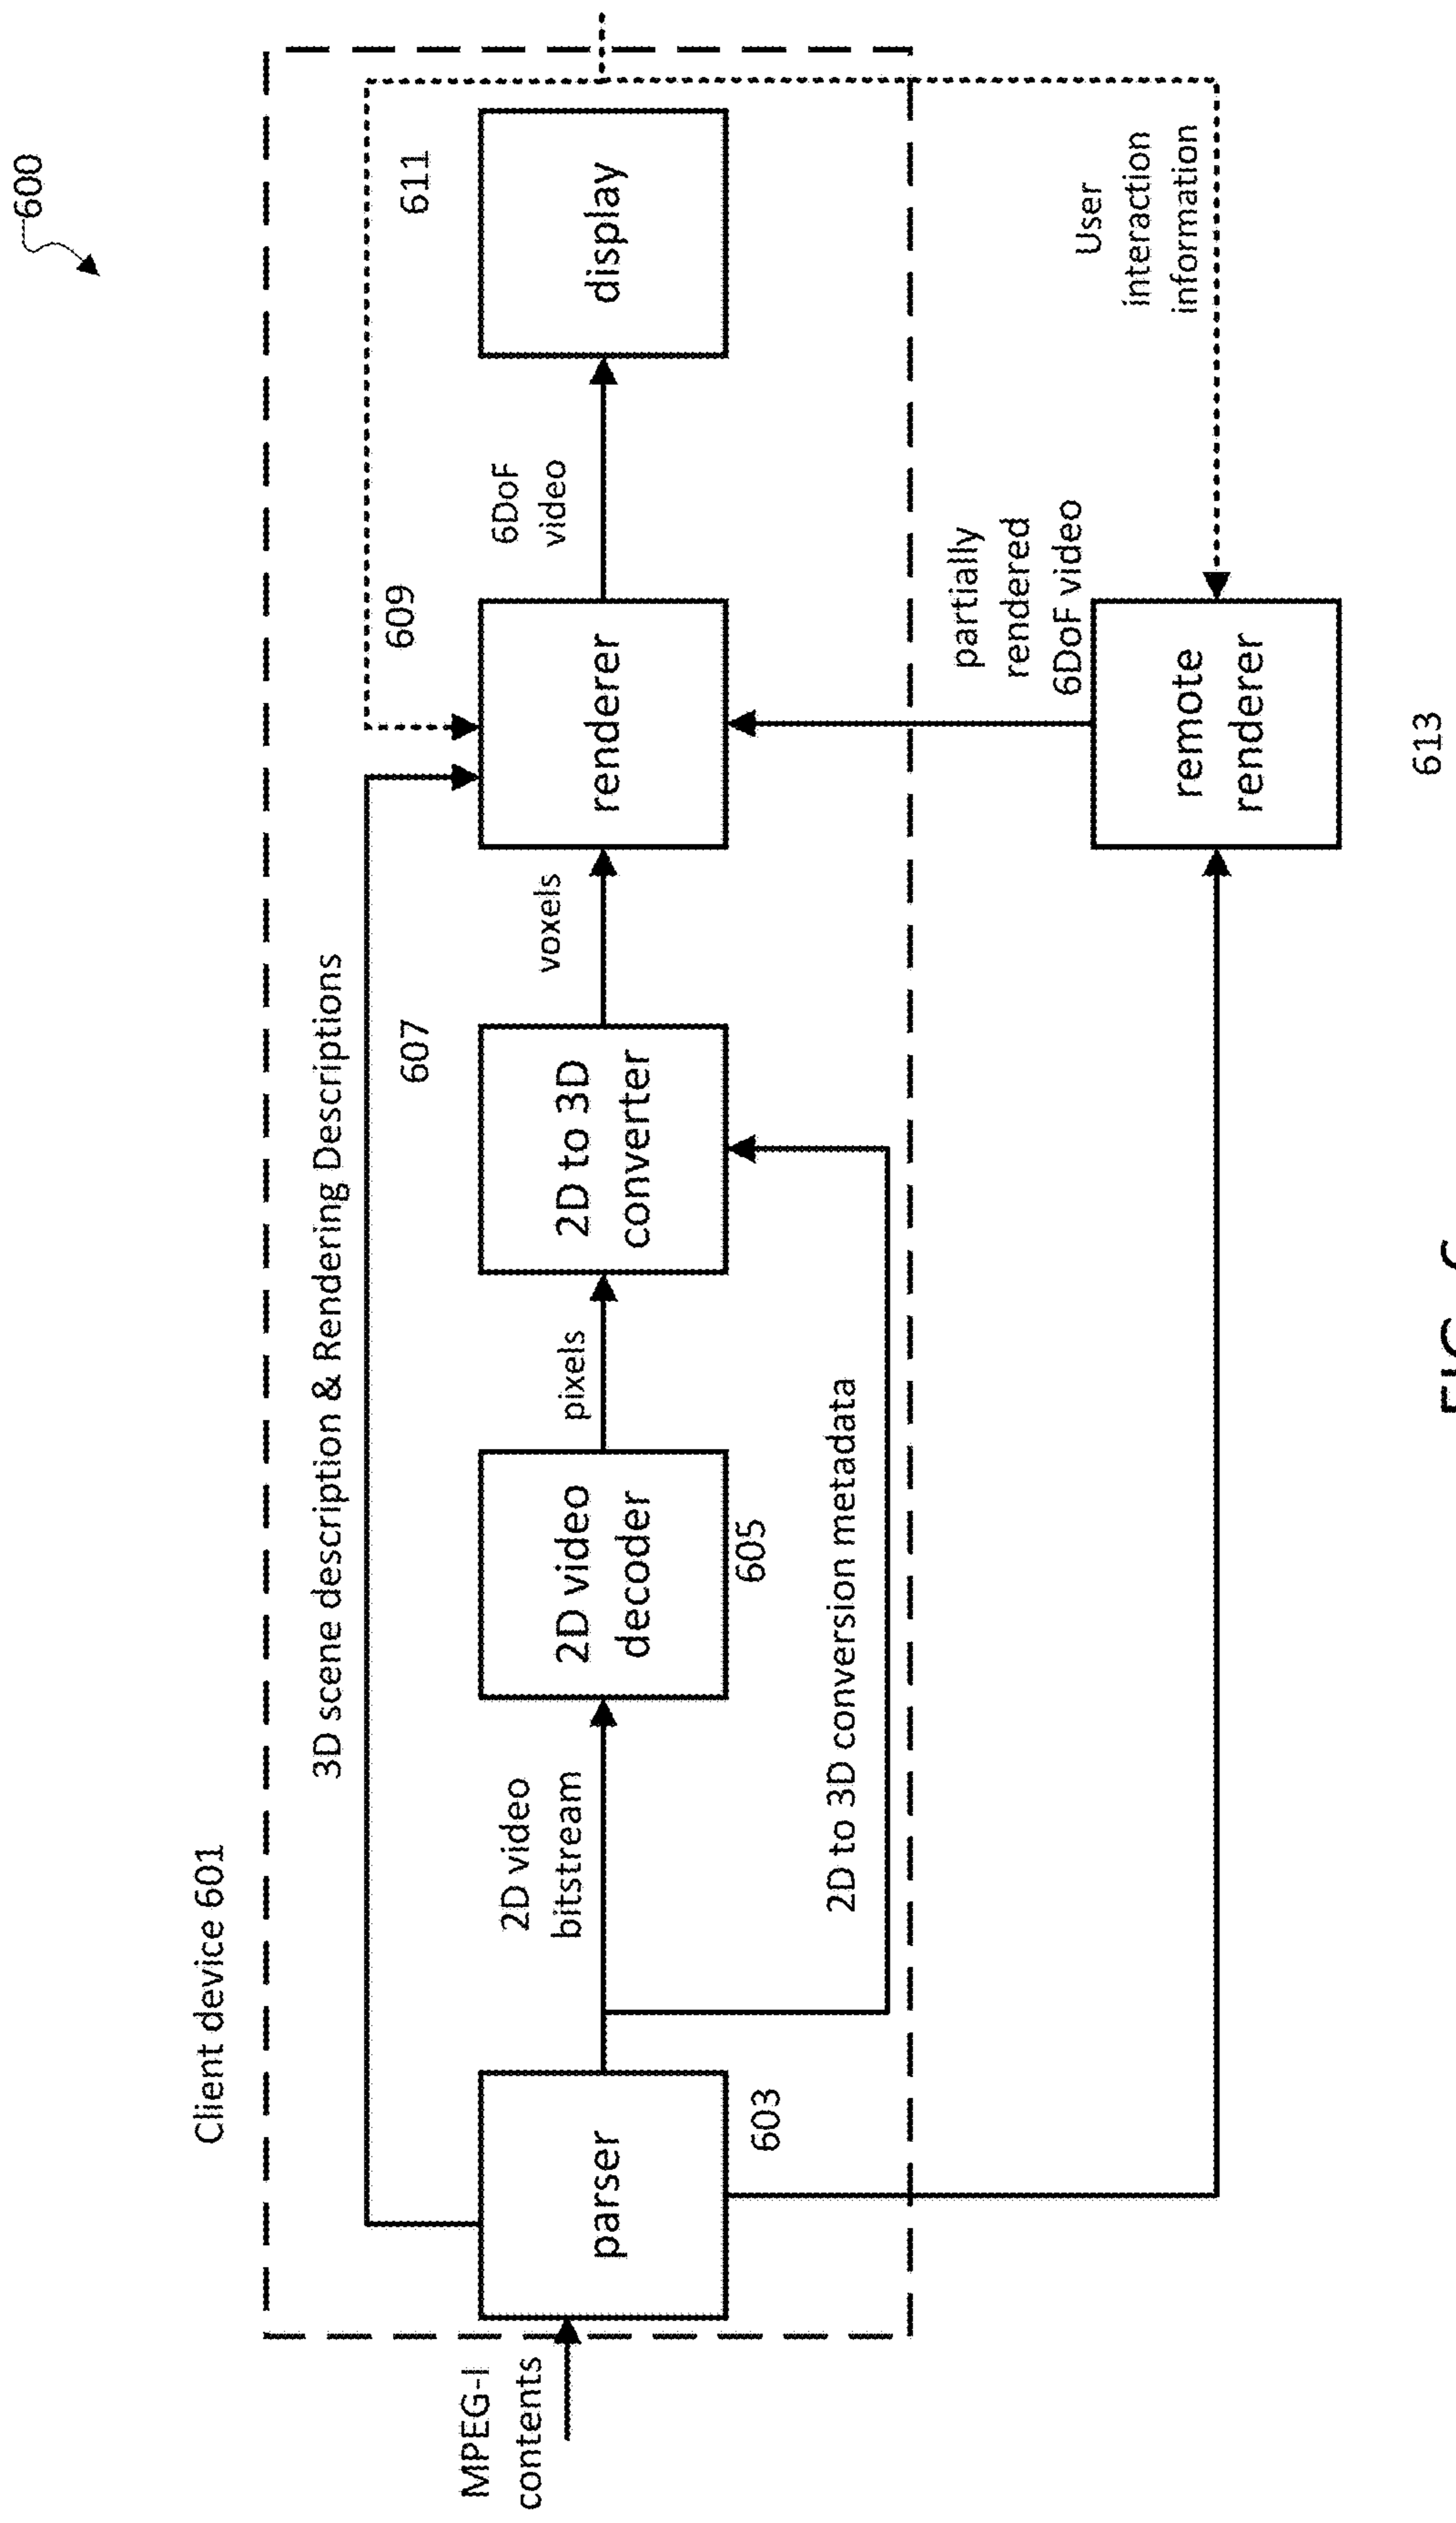 600
Client device 601
3D scene description & Rendering Descriptions
MPEG-I
contents
parser
603
2D video
bitstream
2D video
decoder
605
pixels
2D to 3D
converter
607
voxels
renderer
609
6DoF
video
display
611
2D to 3D conversion metadata
partially
rendered
6DoF video
User
interaction
information
remote
renderer
613